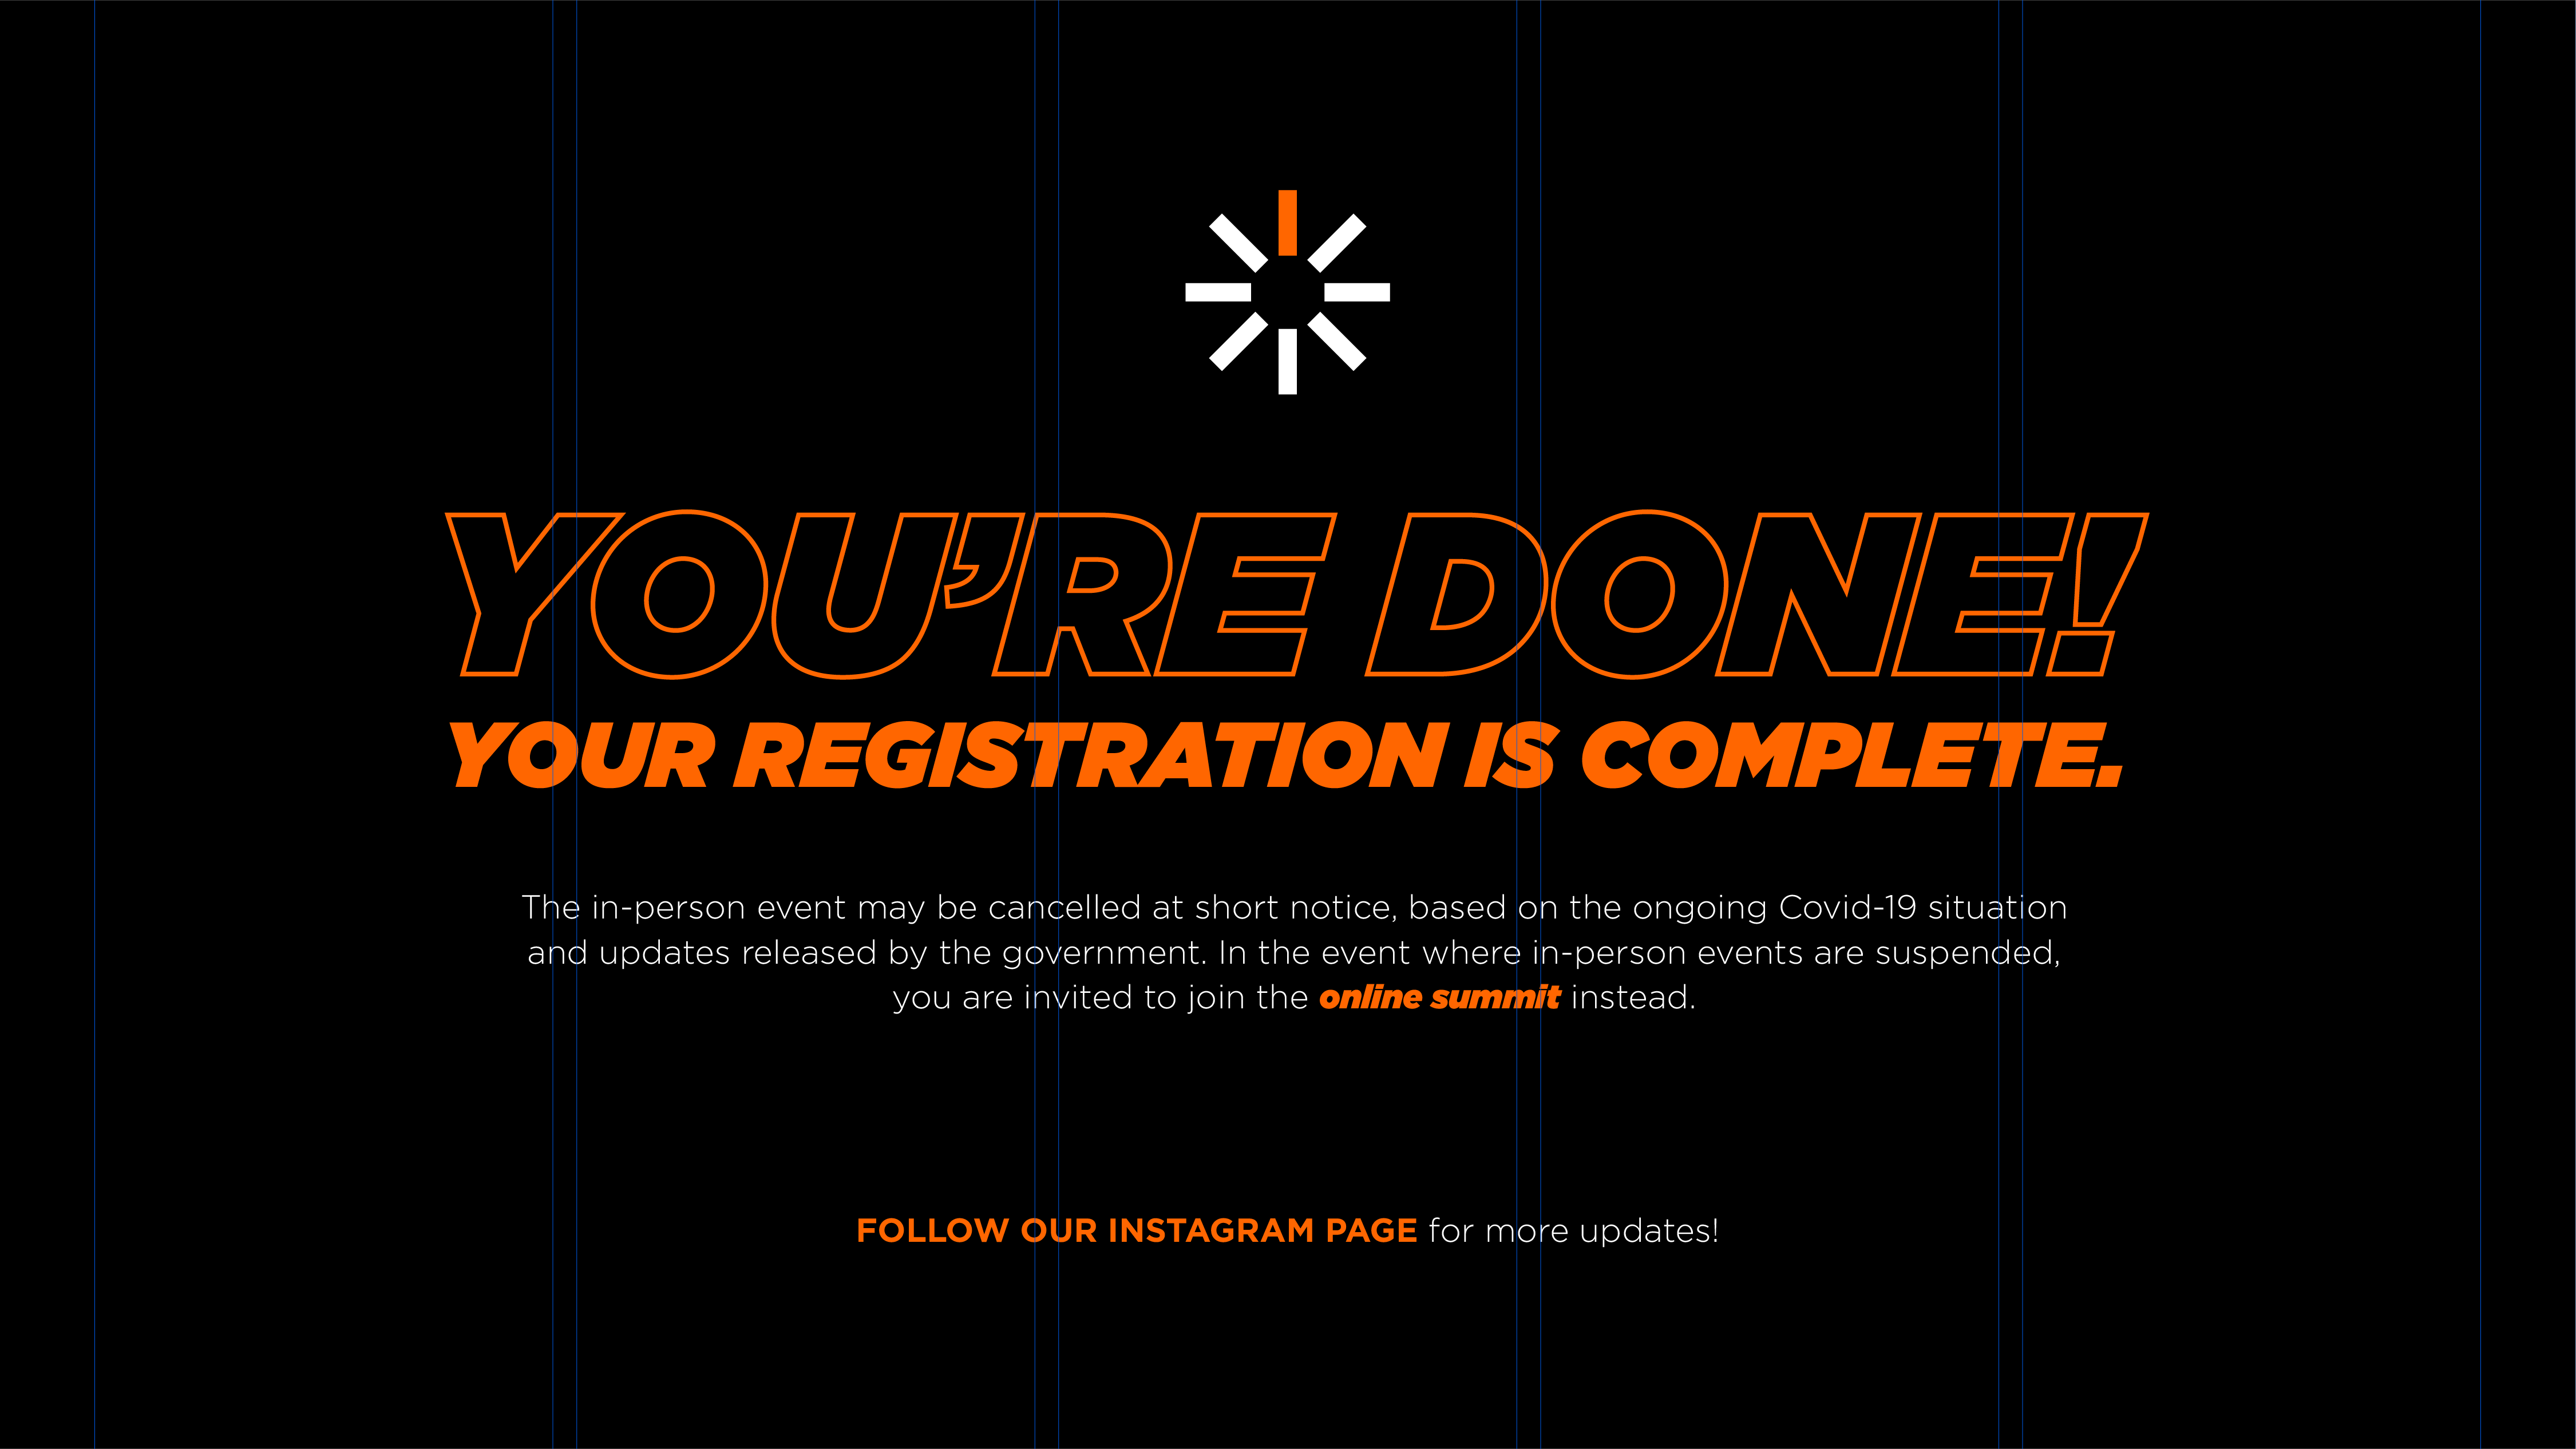 YOU’RE DONE!
YOUR REGISTRATION IS COMPLETE.
The in-person event may be cancelled at short notice, based on the ongoing Covid-19 situation
and updates released by the government. In the event where in-person events are suspended,
you are invited to join the online summit instead.
FOLLOW OUR INSTAGRAM PAGE for more updates!